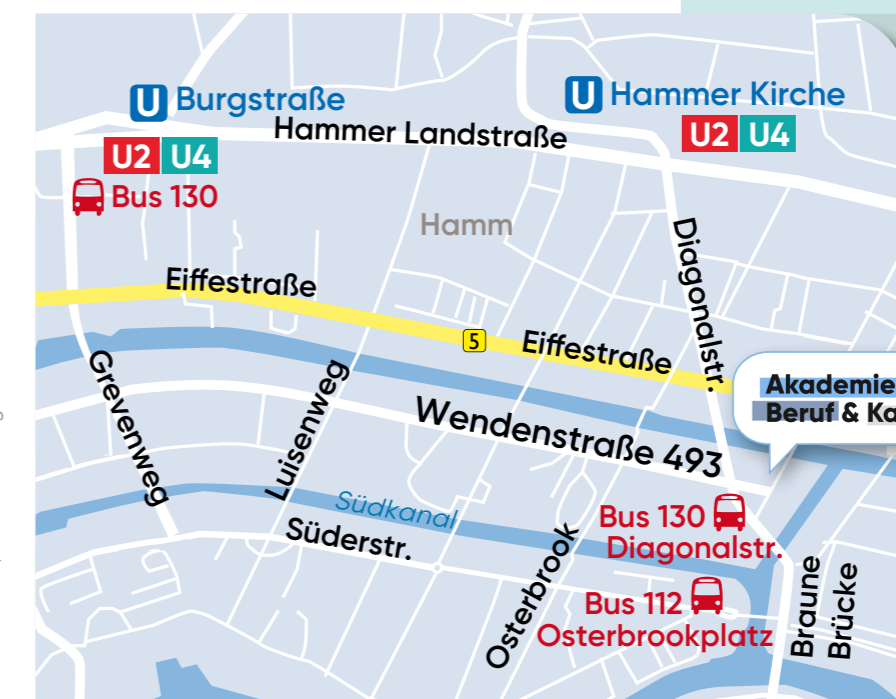 U Burgstraße
U Hammer Kirche
Hammer Landstraße
U2 U4
U2 U4
Bus 130
Hamm
Diagonalstr.
Eiffestraße
5
Eiffestraße
Grevenweg
Luisenweg
Akademie
Beruf & Ka
Wendenstraße 493
Südkanal
Süderstr.
Osterbrook
Bus 130
Diagonalstr.
Bus 112
Osterbrookplatz
Braune
Brücke